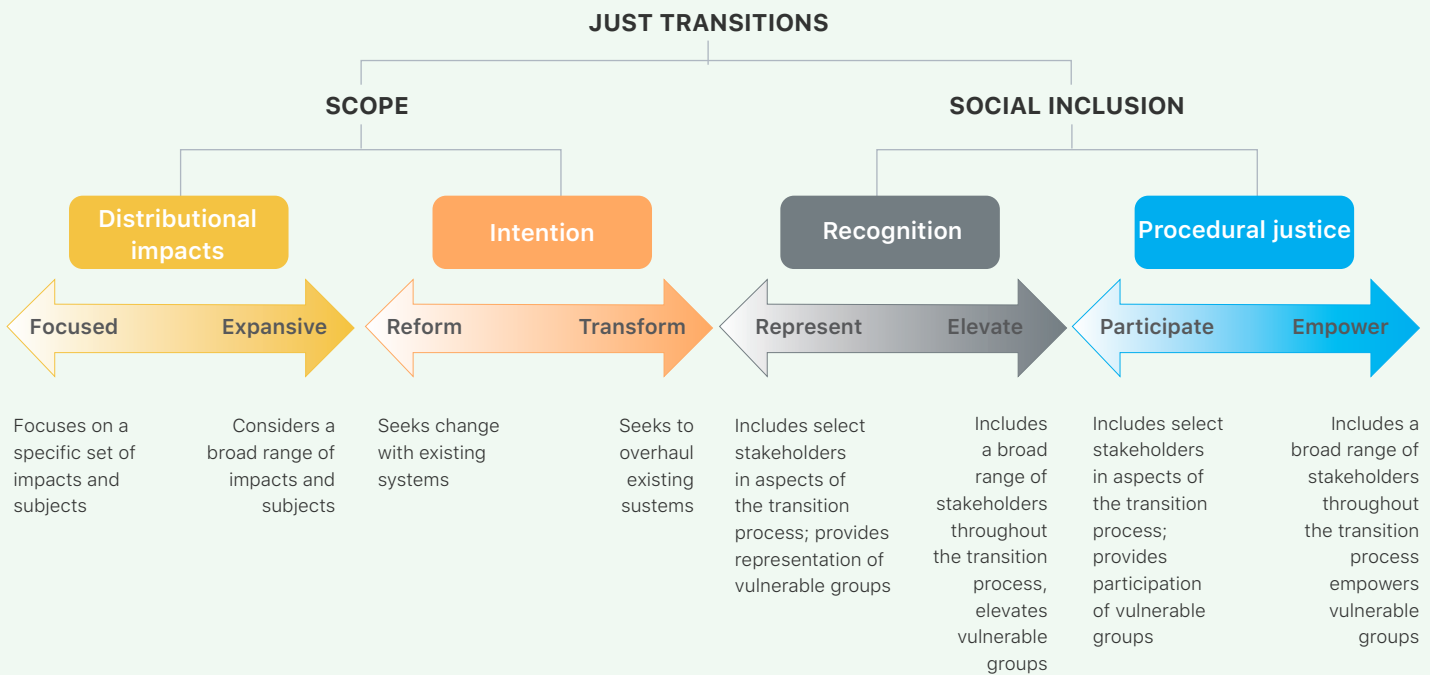 JUST TRANSITIONS
SCOPE
SOCIAL INCLUSION
Distributional
impacts
Intention
Recognition
Procedural justice
Focused
Expansive
Reform
Transform
Represent
Elevate
Participate
Empower
Focuses on a
specific set of
impacts and
subjects
Considers a
broad range of
impacts and
subjects
Seeks change
with existing
systems
Seeks to
overhaul
existing
sustems
Includes select
stakeholders
in aspects of
the transition
process; provides
representation of
vulnerable groups
Includes
a broad
range of
stakeholders
throughout
the transition
process,
elevates
vulnerable
groups
Includes select
stakeholders
in aspects of
the transition
process;
provides
participation
of vulnerable
groups
Includes a
broad range of
stakeholders
throughout
the transition
process
empowers
vulnerable
groups